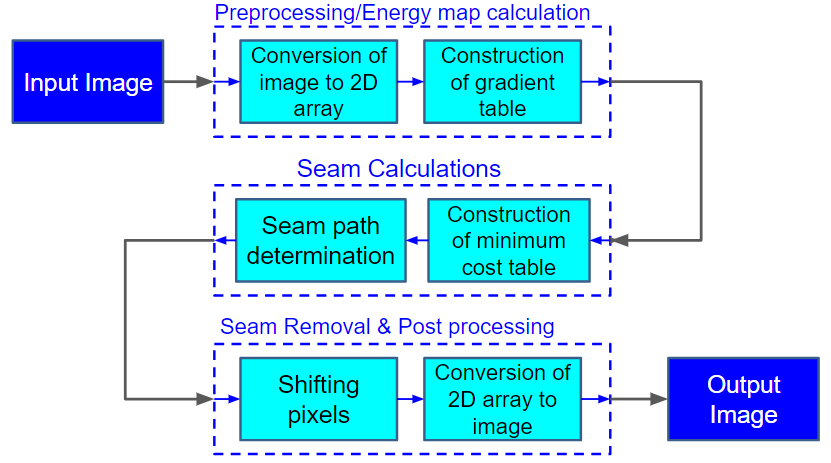 Preprocessing/Energy map calculation
Input Image
Conversion of
image to 2D
array
Construction
of gradient
table
Seam Calculations
Seam path
determination
Construction
of minimum
cost table
Seam Removal & Post processing
Shifting
pixels
Conversion of
2D array to
image
Output
Image